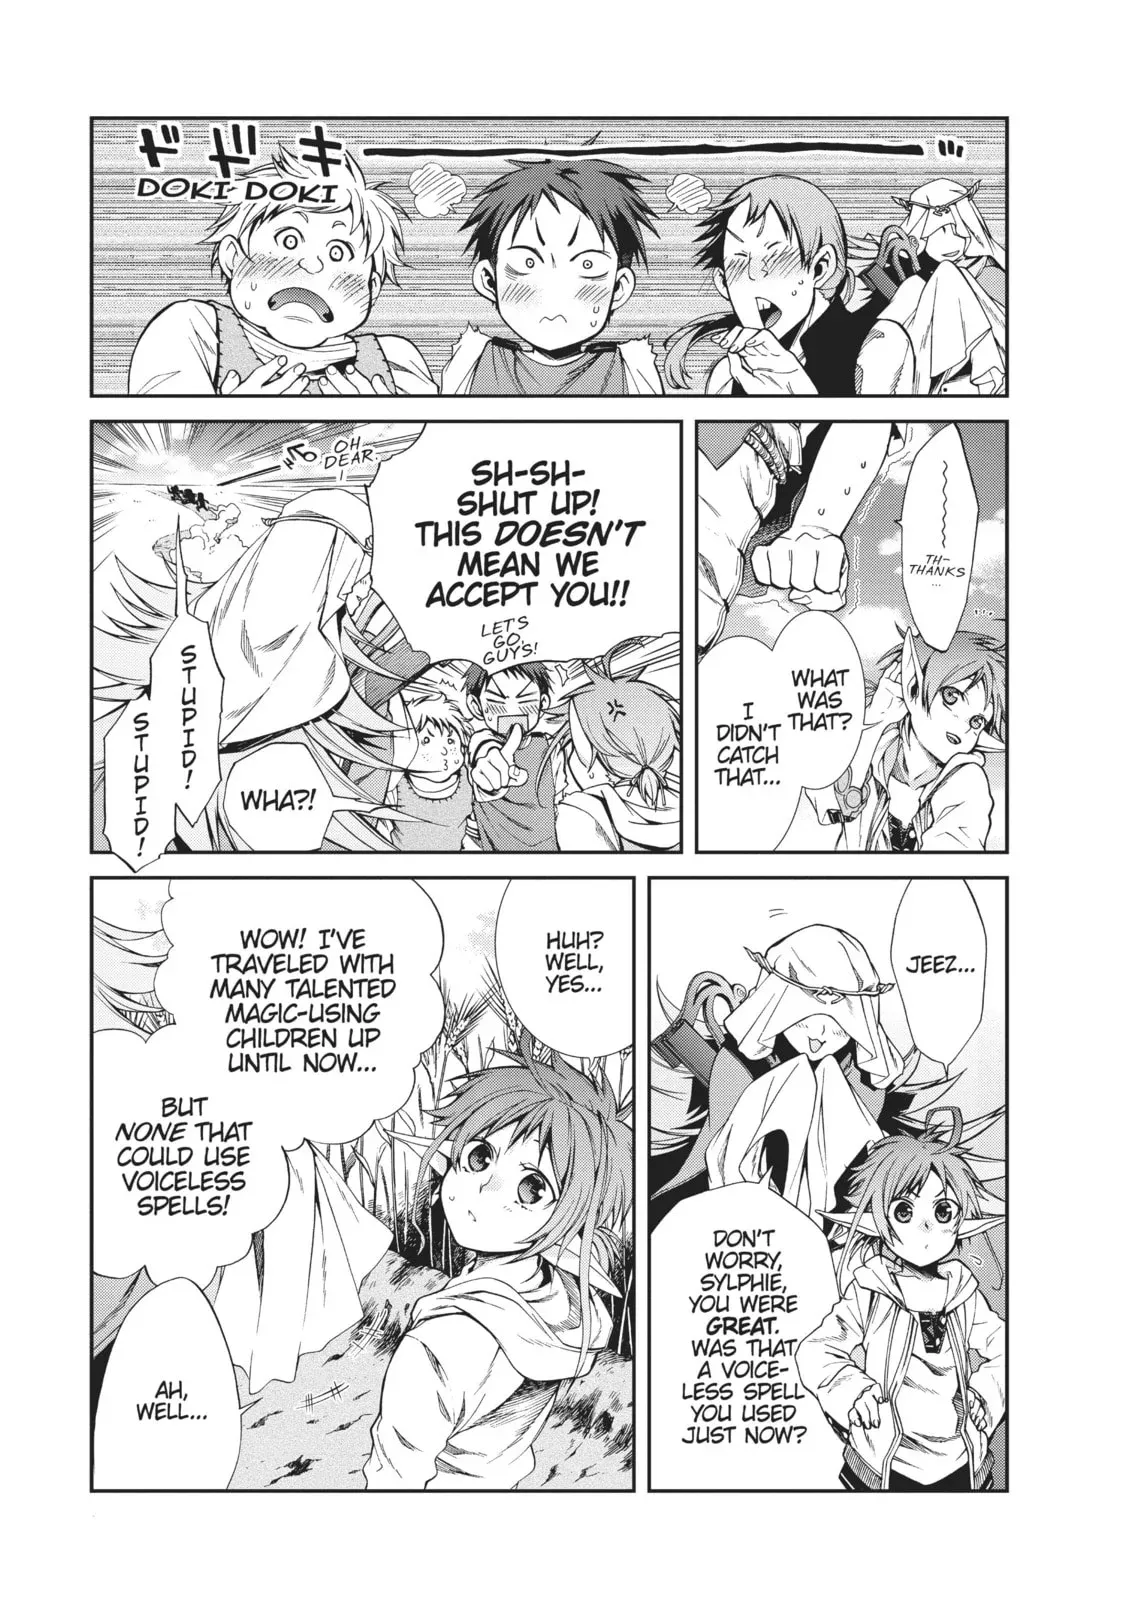 ドドキー...
DOKI DOKI
TH-
THANKS
...
...
WHAT
WAS
THAT?
I
DIDN'T
CATCH
THAT...
SH-SH-
SHUT UP!
THIS DOESN'T
MEAN WE
ACCEPT YOU!!
LET'S
GO,
GUYS!
OH
DEAR.
WHA?!
STUPID!
STUPID!
JEEZ...
DON'T
WORRY,
SYLPHIE,
YOU WERE
GREAT.
WAS THAT
A VOICE-
LESS SPELL
YOU USED
JUST NOW?
HUH?
WELL,
YES...
WOW! I'VE
TRAVELED WITH
MANY TALENTED
MAGIC-USING
CHILDREN UP
UNTIL NOW...
BUT
NONE THAT
COULD USE
VOICELESS
SPELLS!
AH,
WELL...